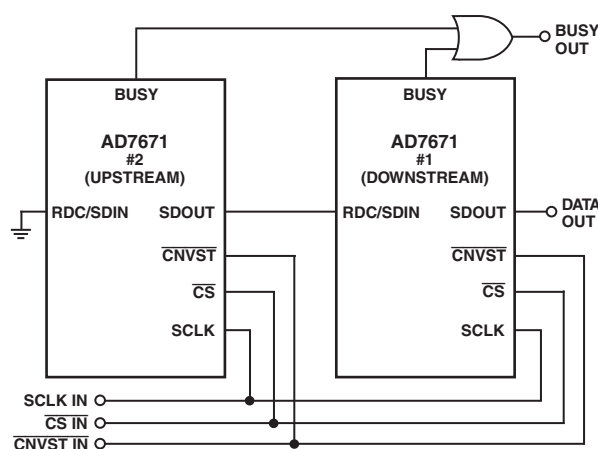 BUSY
OUT
BUSY
BUSY
AD7671
#2
(UPSTREAM)
AD7671
#1
(DOWNSTREAM)
RDC/SDIN
SDOUT
RDC/SDIN
SDOUT
DATA
OUT
CNVST
CNVST
CS
CS
SCLK
SCLK
SCLK IN
CS IN
CNVST IN